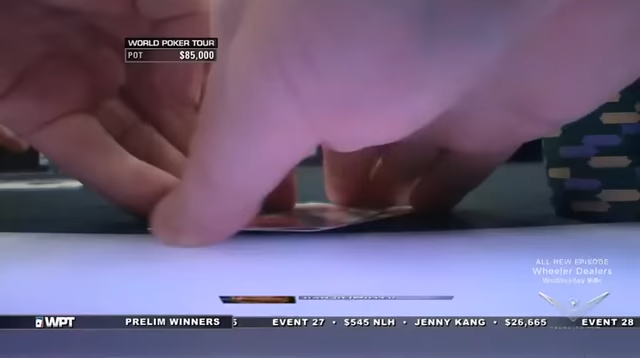 WORLD POKER TOUR
POT $85,000
ALL NEW EPISODE
Wheeler Dealers
WPT PRELIM WINNERS EVENT 27 • $545 NLH • JENNY KANG • $26,665 EVENT 28